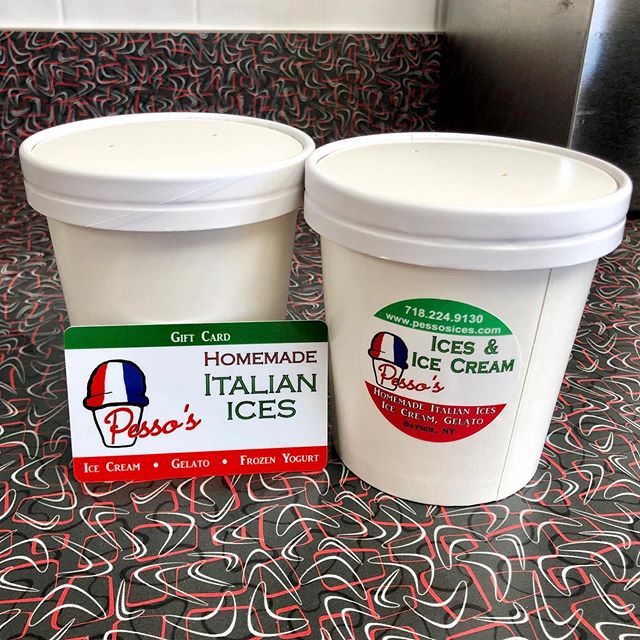 GIFT CARD
HOMEMADE
ITALIAN
ICES
Pesso's
ICE CREAM • GELATO • FROZEN YOGURT
718.224.9130
www.pessosices.com
ICES &
ICE CREAM
Pesso's
HOMEMADE ITALIAN ICES
ICE CREAM, GELATO
BAYSIDE, NY